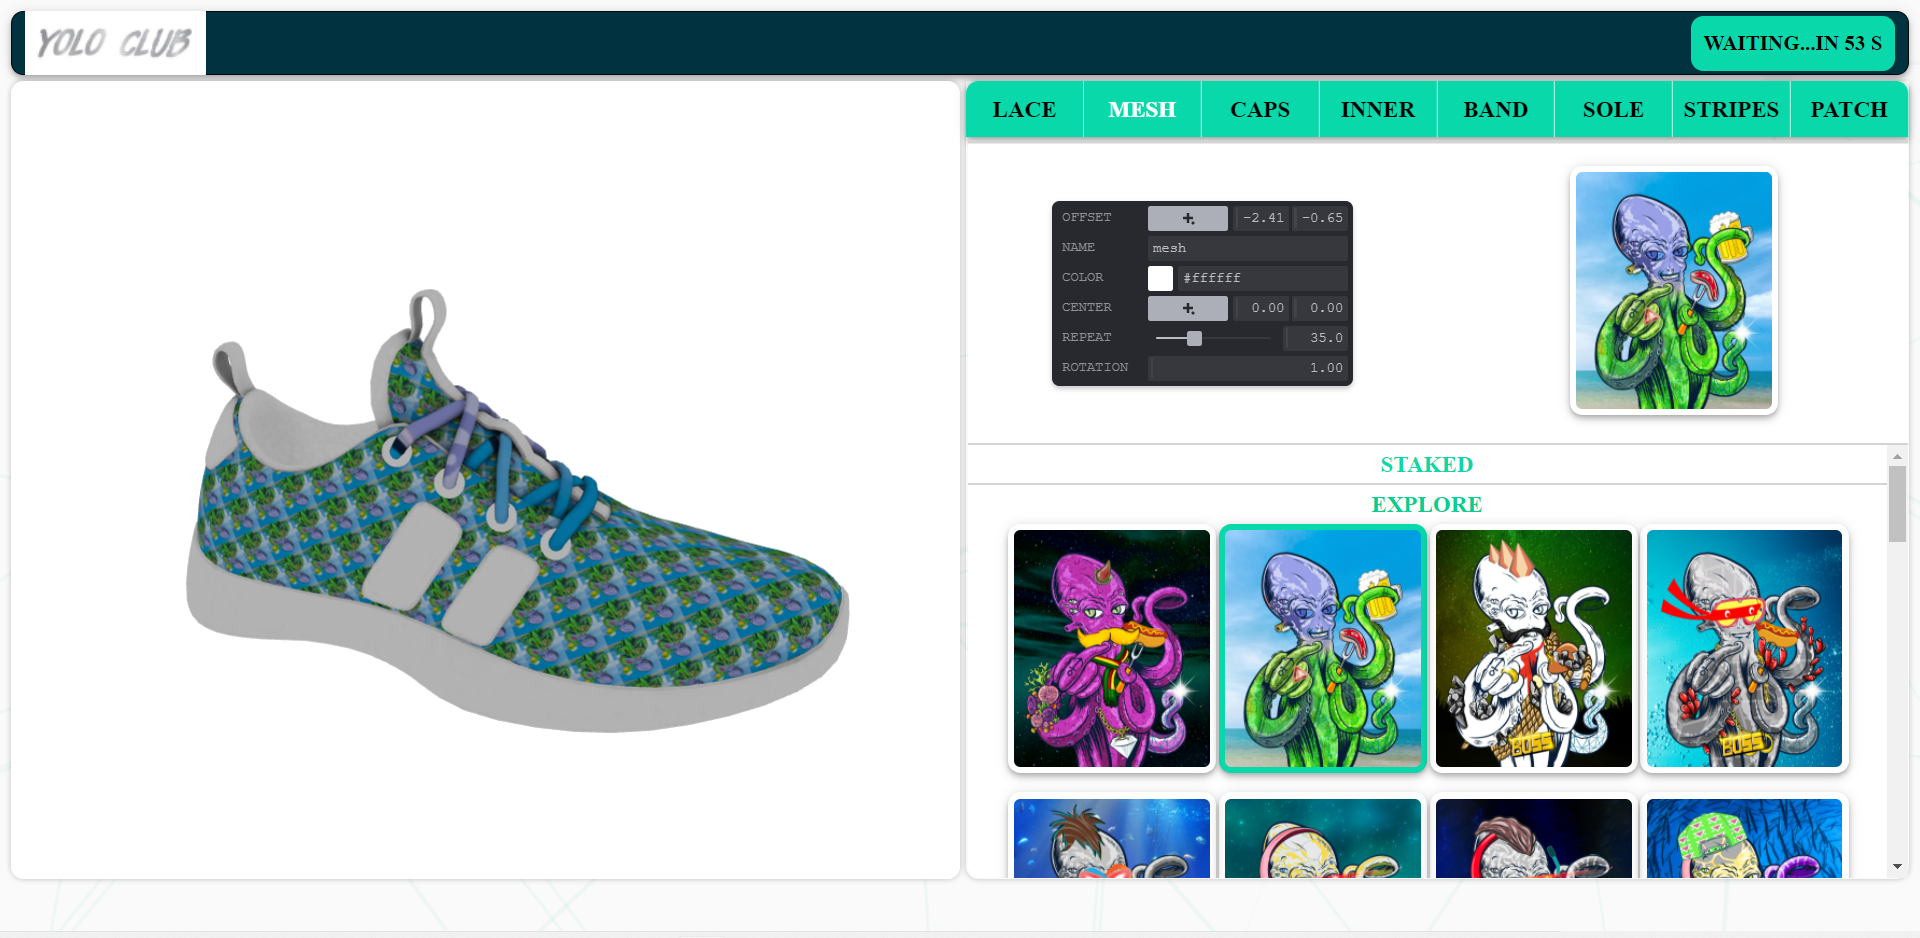 YOLO CLUB
WAITING...IN 53 S
LACE
MESH
CAPS
INNER
BAND
SOLE
STRIPES
PATCH
OFFSET
-2.41
-0.65
NAME
mesh
COLOR
#ffffff
CENTER
0.00
0.00
REPEAT
35.0
ROTATION
1.00
STAKED
EXPLORE
BOSS
BOSS